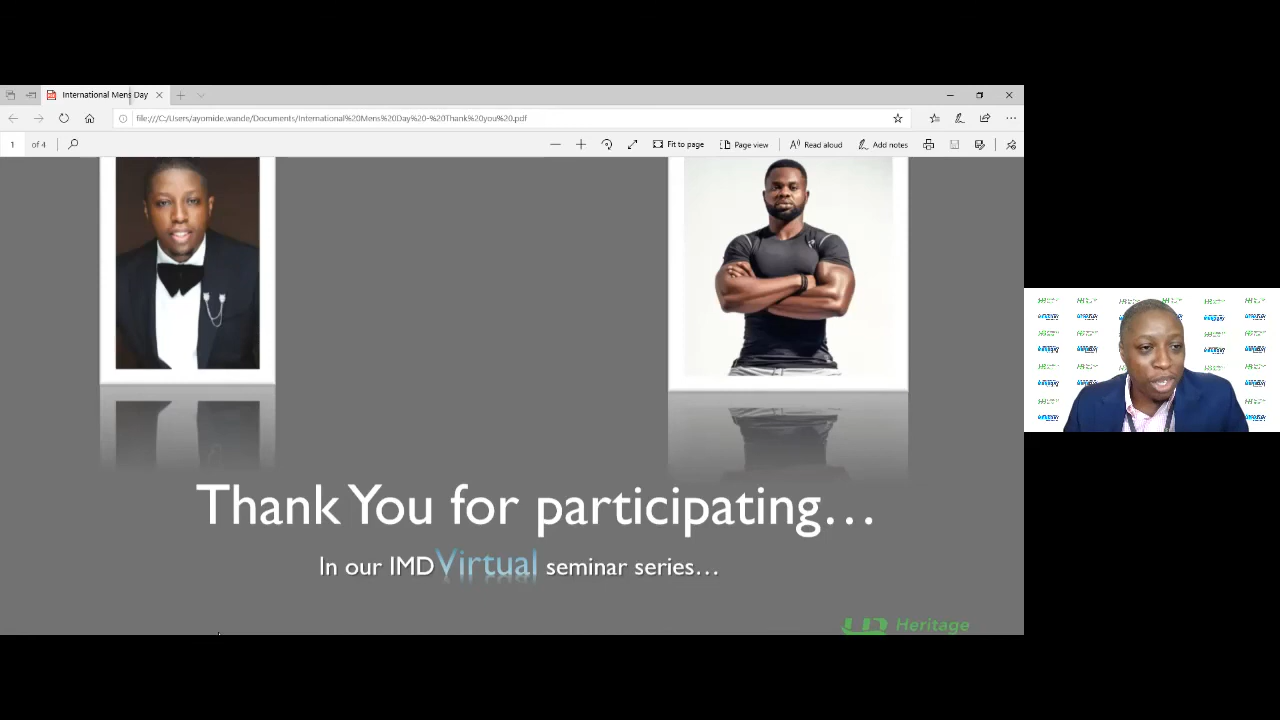 International Mens Day
file:///C:/Users/ayomide.wande/Documents/International%20Mens%20Day%20-%20Thank%20you%20.pdf
1 of 4
Fit to page
Page view
Read aloud
Add notes
Thank You for participating...
In our IMD Virtual seminar series...
Heritage